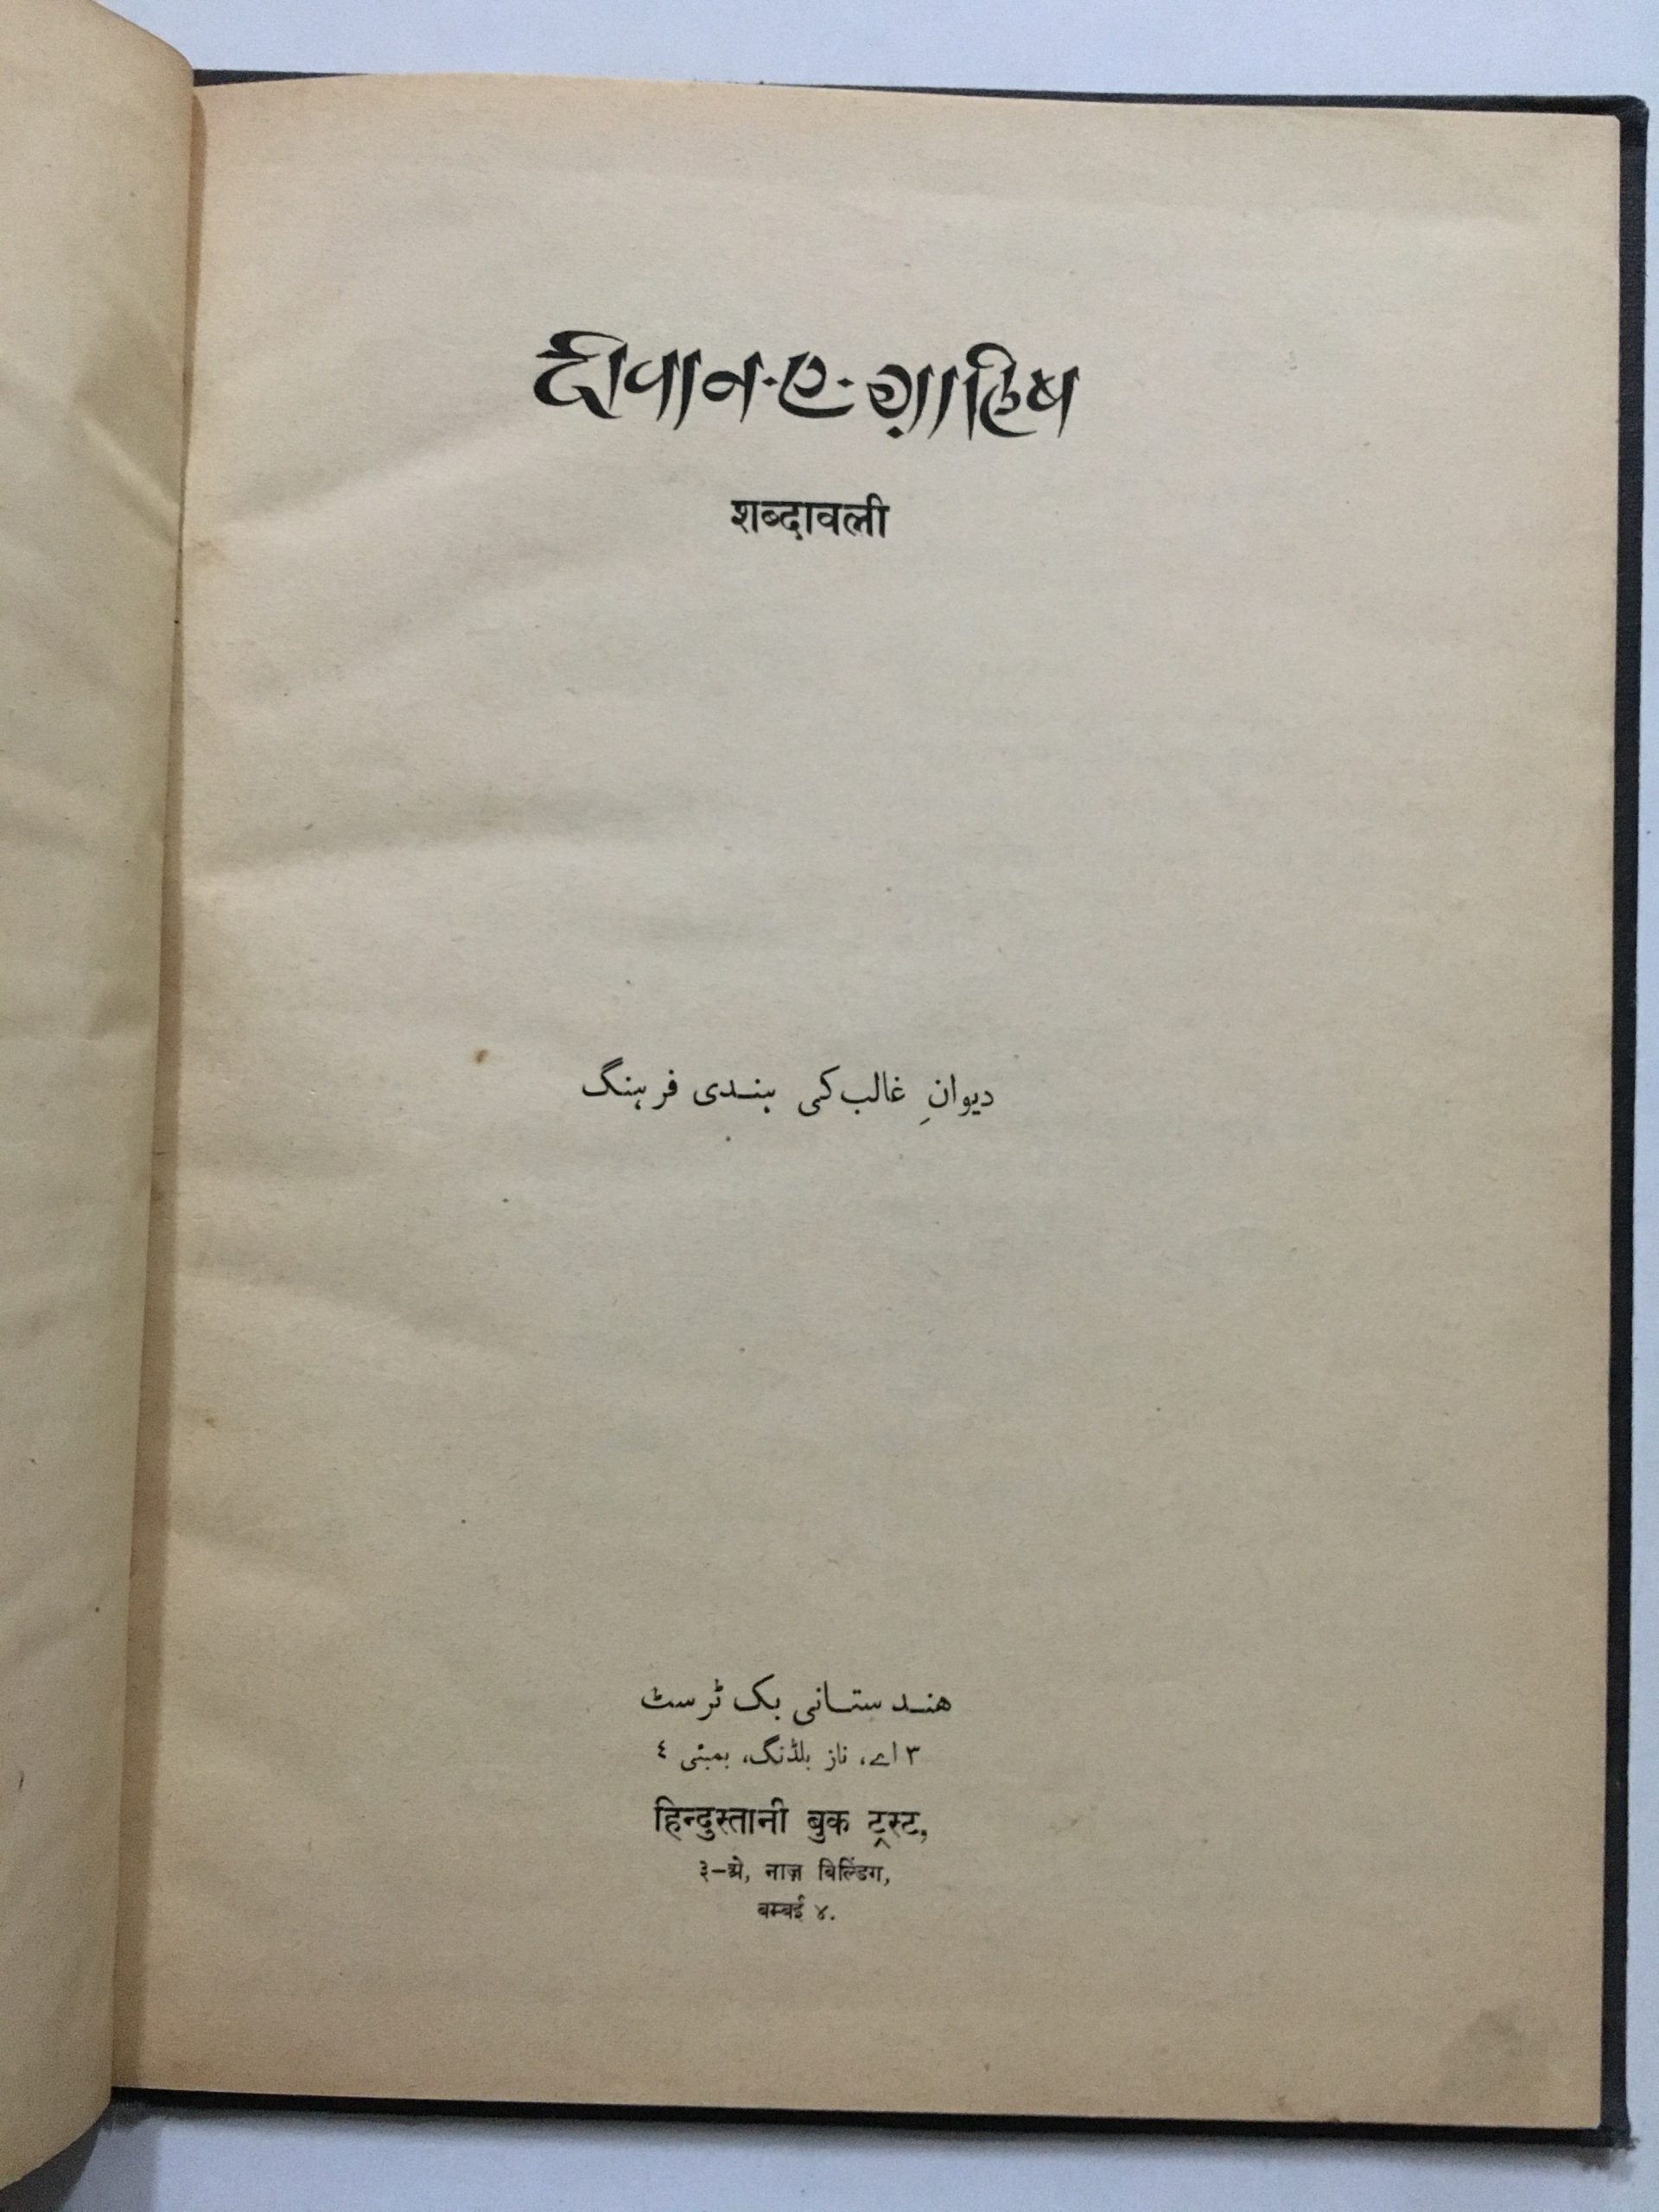 दीवान-ए-ग़ालिब
शब्दावली
دیوانِ غالب کی ہندی فرہنگ
هندستانی بک ٹرسٹ
۳ اے، ناز بلڈنگ، بمبئی ٤
हिन्दुस्तानी बुक ट्रस्ट,
३-अे, नाज़ बिल्डिंग,
बम्बई ४.